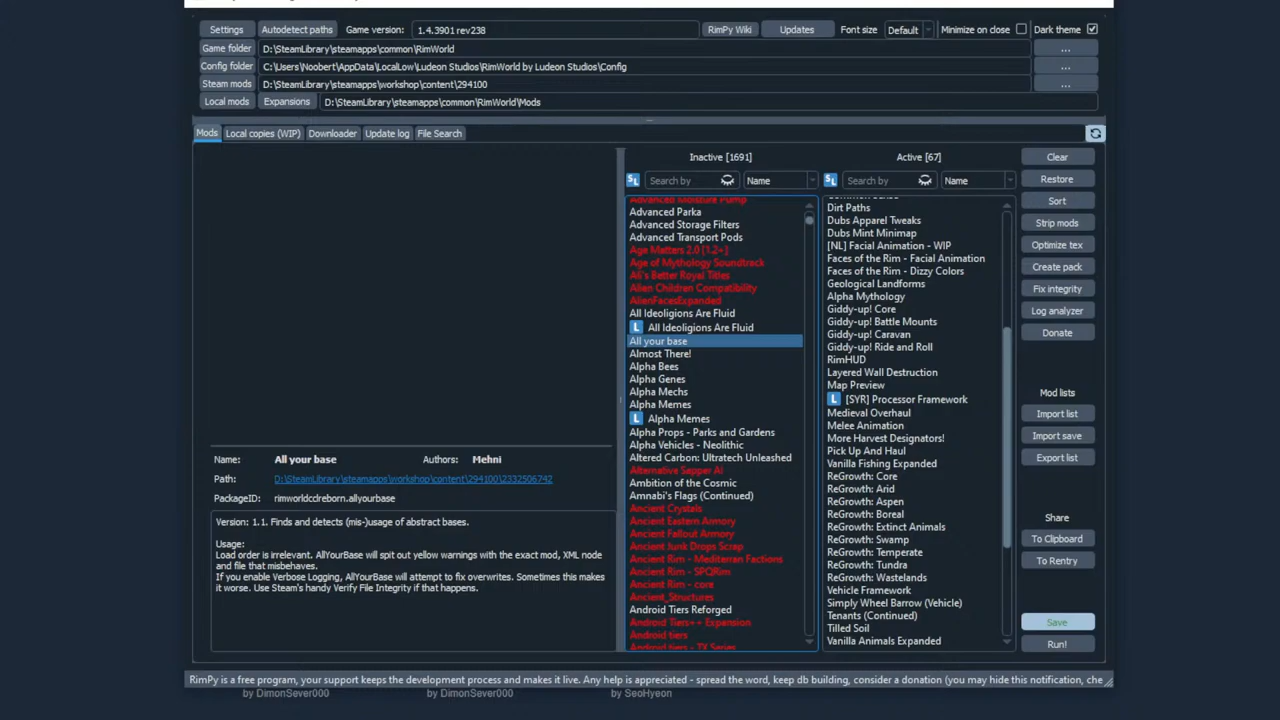 Settings Autodetect paths Game version: 1.4.3901 rev238 RimPy Wiki Updates Font size Default Minimize on close Dark theme
Game folder D:\SteamLibrary\steamapps\common\RimWorld ...
Config folder C:\Users\Noobert\AppData\LocalLow\Ludeon Studios\RimWorld by Ludeon Studios\Config ...
Steam mods D:\SteamLibrary\steamapps\workshop\content\294100 ...
Local mods Expansions D:\SteamLibrary\steamapps\common\RimWorld\Mods
Mods Local copies (WIP) Downloader Update log File Search
Name: All your base Authors: Mehni
Path: D:\SteamLibrary\steamapps\workshop\content\294100\2332506742
PackageID: rimworldcdreborn.allyourbase
Version: 1.1. Finds and detects (mis-)usage of abstract bases.
Usage:
Load order is irrelevant. AllYourBase will spit out yellow warnings with the exact mod, XML node
and file that misbehaves.
If you enable Verbose Logging, AllYourBase will attempt to fix overwrites. Sometimes this makes
it worse. Use Steam's handy Verify File Integrity if that happens.
Inactive [1691]
SL Search by Name
Advanced Moisture Pump
Advanced Parka
Advanced Storage Filters
Advanced Transport Pods
Age Matters 2.0 [1.2+]
Age of Mythology Soundtrack
Ali's Better Royal Titles
Alien Children Compatibility
AlienFacesExpanded
All Ideoligions Are Fluid
L All Ideoligions Are Fluid
All your base
Almost There!
Alpha Bees
Alpha Genes
Alpha Mechs
Alpha Memes
L Alpha Memes
Alpha Props - Parks and Gardens
Alpha Vehicles - Neolithic
Altered Carbon: Ultratech Unleashed
Alternative Sapper AI
Ambition of the Cosmic
Amnabi's Flags (Continued)
Ancient Crystals
Ancient Eastern Armory
Ancient Fallout Armory
Ancient Junk Drops Scrap
Ancient Rim - Mediterran Factions
Ancient Rim - SPQRim
Ancient Rim - core
Ancient_Structures
Android Tiers Reforged
Android Tiers++ Expansion
Android tiers
Android tiers - TX Series
Active [67]
SL Search by Name
Common Sense
Dirt Paths
Dubs Apparel Tweaks
Dubs Mint Minimap
[NL] Facial Animation - WIP
Faces of the Rim - Facial Animation
Faces of the Rim - Dizzy Colors
Geological Landforms
Alpha Mythology
Giddy-up! Core
Giddy-up! Battle Mounts
Giddy-up! Caravan
Giddy-up! Ride and Roll
RimHUD
Layered Wall Destruction
Map Preview
L [SYR] Processor Framework
Medieval Overhaul
Melee Animation
More Harvest Designators!
Pick Up And Haul
Vanilla Fishing Expanded
ReGrowth: Core
ReGrowth: Arid
ReGrowth: Aspen
ReGrowth: Boreal
ReGrowth: Extinct Animals
ReGrowth: Swamp
ReGrowth: Temperate
ReGrowth: Tundra
ReGrowth: Wastelands
Vehicle Framework
Simply Wheel Barrow (Vehicle)
Tenants (Continued)
Tilled Soil
Vanilla Animals Expanded
Clear
Restore
Sort
Strip mods
Optimize tex
Create pack
Fix integrity
Log analyzer
Donate
Mod lists
Import list
Import save
Export list
Share
To Clipboard
To Rentry
Save
Run!
RimPy is a free program, your support keeps the development process and makes it live. Any help is appreciated - spread the word, keep db building, consider a donation (you may hide this notification, che
by DimonSever000 by DimonSever000 by SeoHyeon